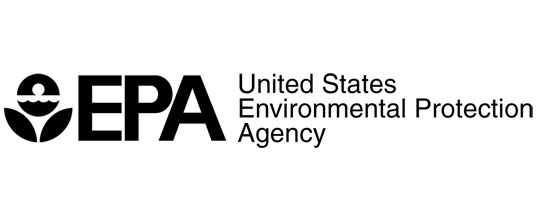 EPA
United States
Environmental Protection
Agency